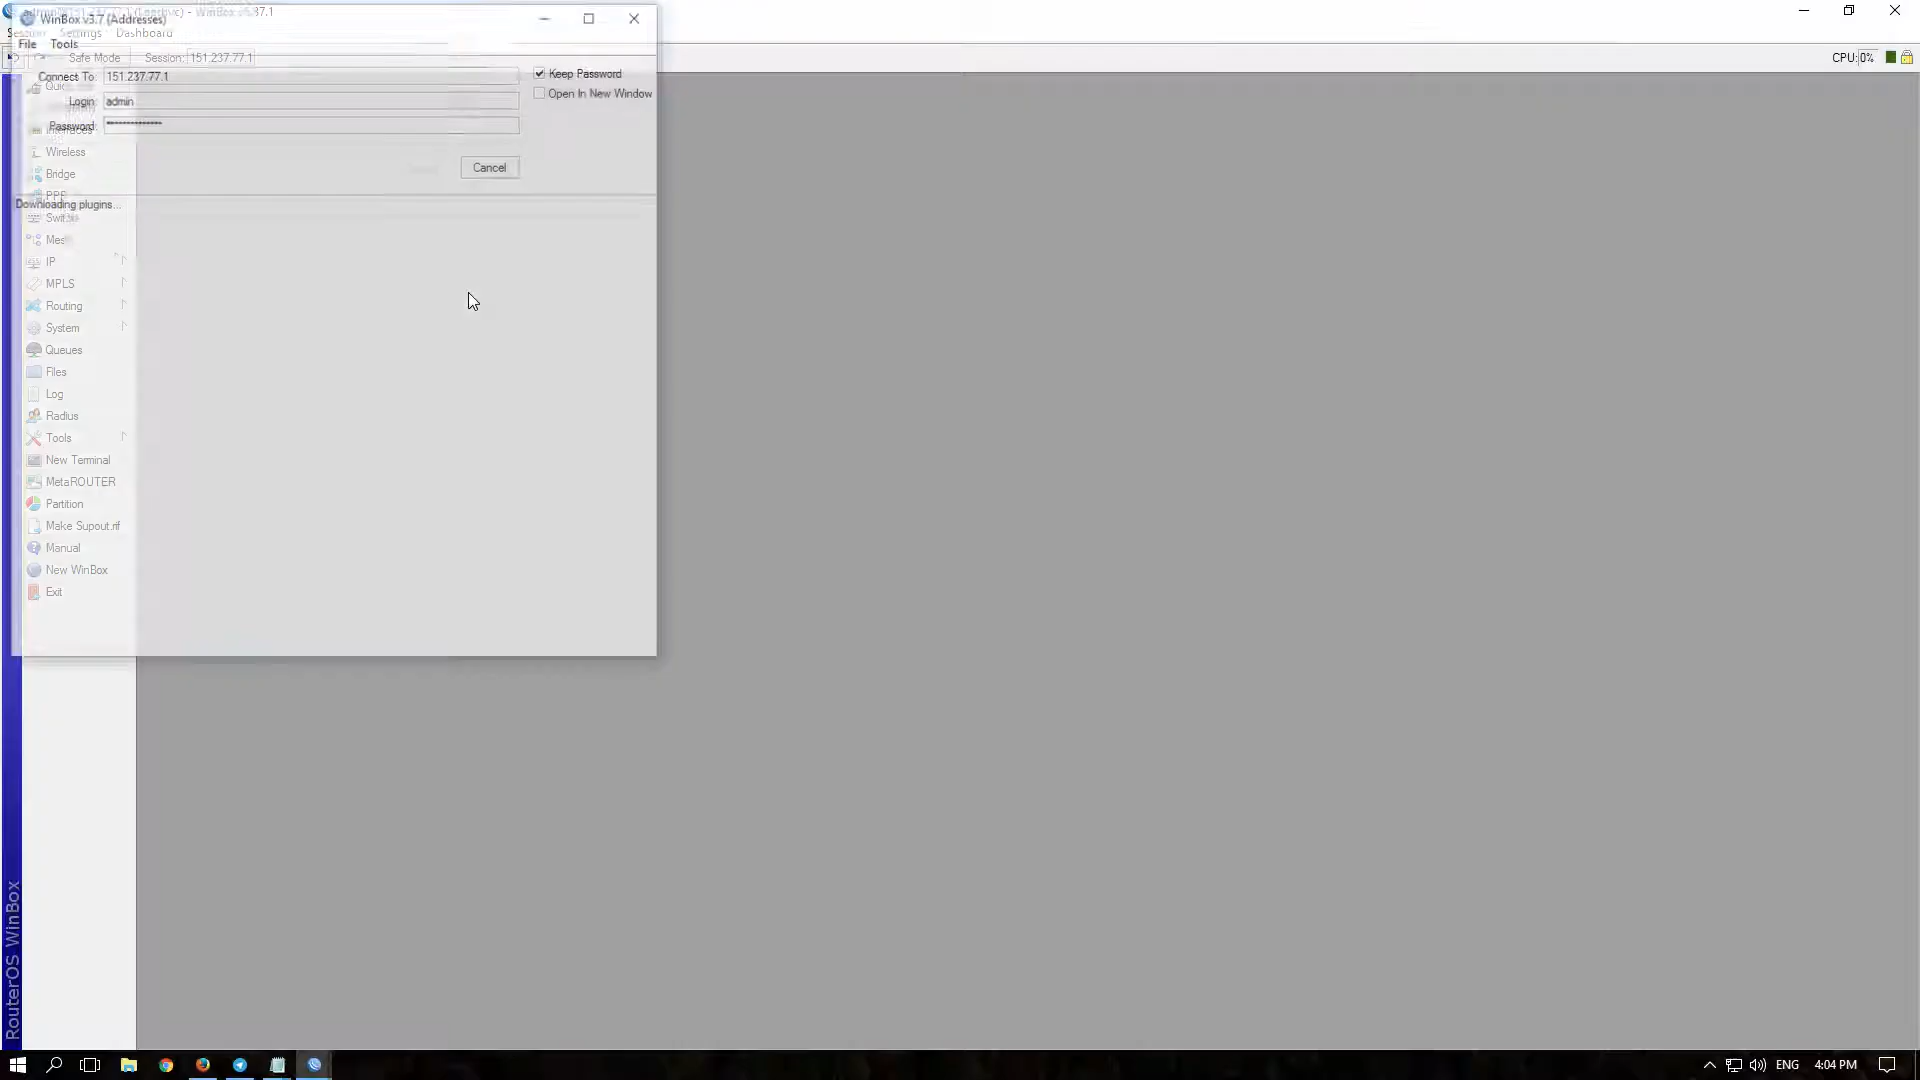 WinBox v3.7 (Addresses)
Settings Dashboard
File Tools
Safe Mode Session: 151.237.77.1
CPU: 0%
Connect To: 151.237.77.1
Keep Password
Login: admin
Open In New Window
Password: **************
Cancel
Downloading plugins...
Wireless
Bridge
PPP
IP
MPLS
Routing
System
Queues
Files
Log
Radius
Tools
New Terminal
MetaROUTER
Partition
Make Supout.rif
Manual
New WinBox
Exit
RouterOS WinBox
ENG 4:04 PM